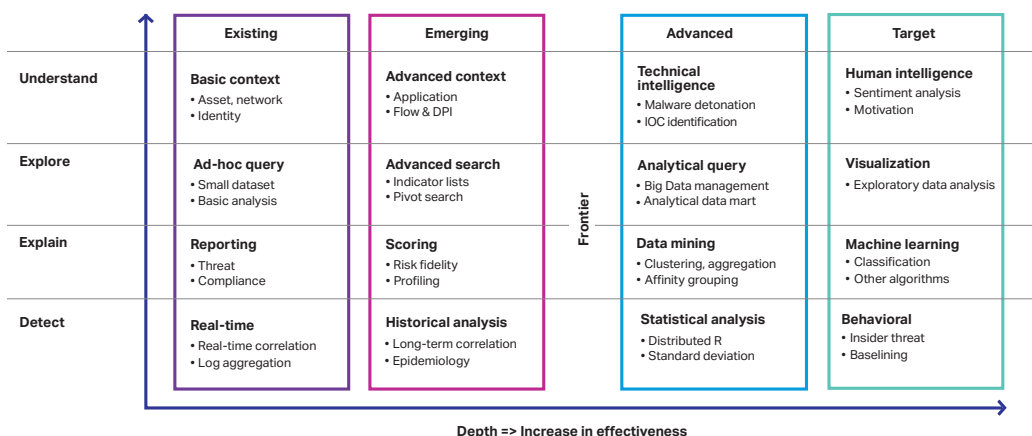 Existing
Emerging
Advanced
Target
Understand
Basic context
• Asset, network
• Identity
Advanced context
• Application
• Flow & DPI
Technical
intelligence
• Malware detonation
• IOC identification
Human intelligence
• Sentiment analysis
• Motivation
Explore
Ad-hoc query
• Small dataset
• Basic analysis
Advanced search
• Indicator lists
• Pivot search
Frontier
Analytical query
• Big Data management
• Analytical data mart
Visualization
• Exploratory data analysis
Explain
Reporting
• Threat
• Compliance
Scoring
• Risk fidelity
• Profiling
Data mining
• Clustering, aggregation
• Affinity grouping
Machine learning
• Classification
• Other algorithms
Detect
Real-time
• Real-time correlation
• Log aggregation
Historical analysis
• Long-term correlation
• Epidemiology
Statistical analysis
• Distributed R
• Standard deviation
Behavioral
• Insider threat
• Baselining
Depth => Increase in effectiveness